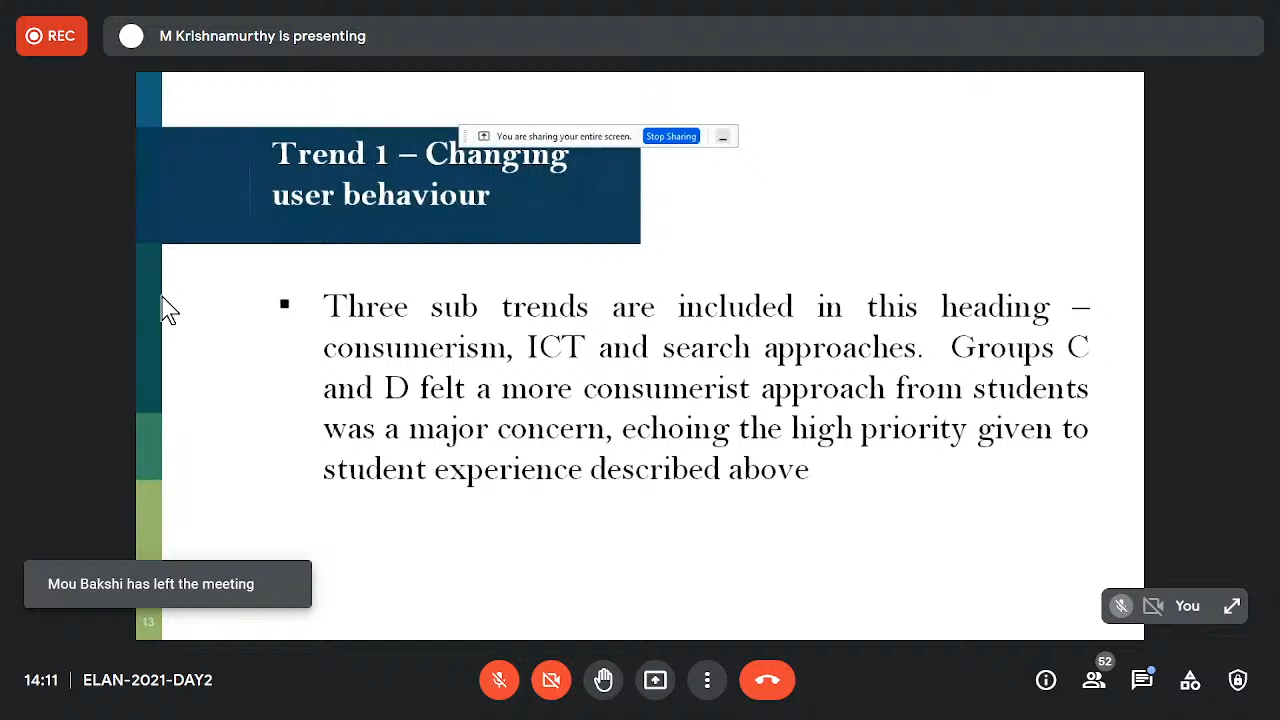 REC
M Krishnamurthy is presenting
You are sharing your entire screen. Stop Sharing
Trend 1 – Changing
user behaviour
▪ Three sub trends are included in this heading –
consumerism, ICT and search approaches. Groups C
and D felt a more consumerist approach from students
was a major concern, echoing the high priority given to
student experience described above
Mou Bakshi has left the meeting
You
13
52
14:11 | ELAN-2021-DAY2